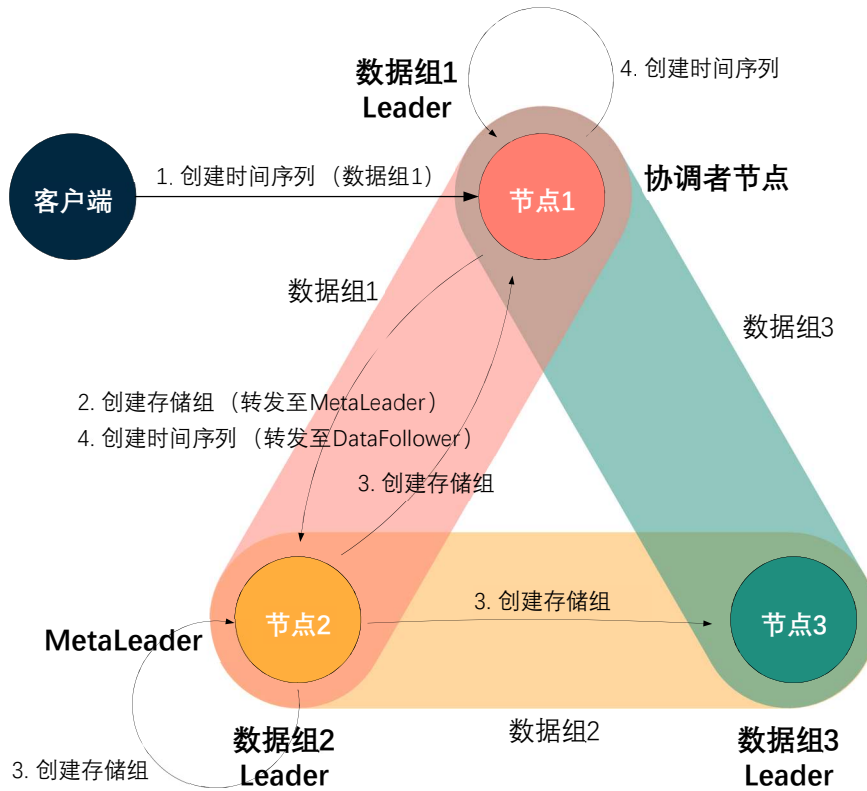 数据组1
Leader
4. 创建时间序列
客户端
1. 创建时间序列（数据组1）
节点1
协调者节点
数据组1
数据组3
2. 创建存储组（转发至MetaLeader）
4. 创建时间序列（转发至DataFollower）
3. 创建存储组
MetaLeader
节点2
3. 创建存储组
节点3
3. 创建存储组
数据组2
Leader
数据组2
数据组3
Leader